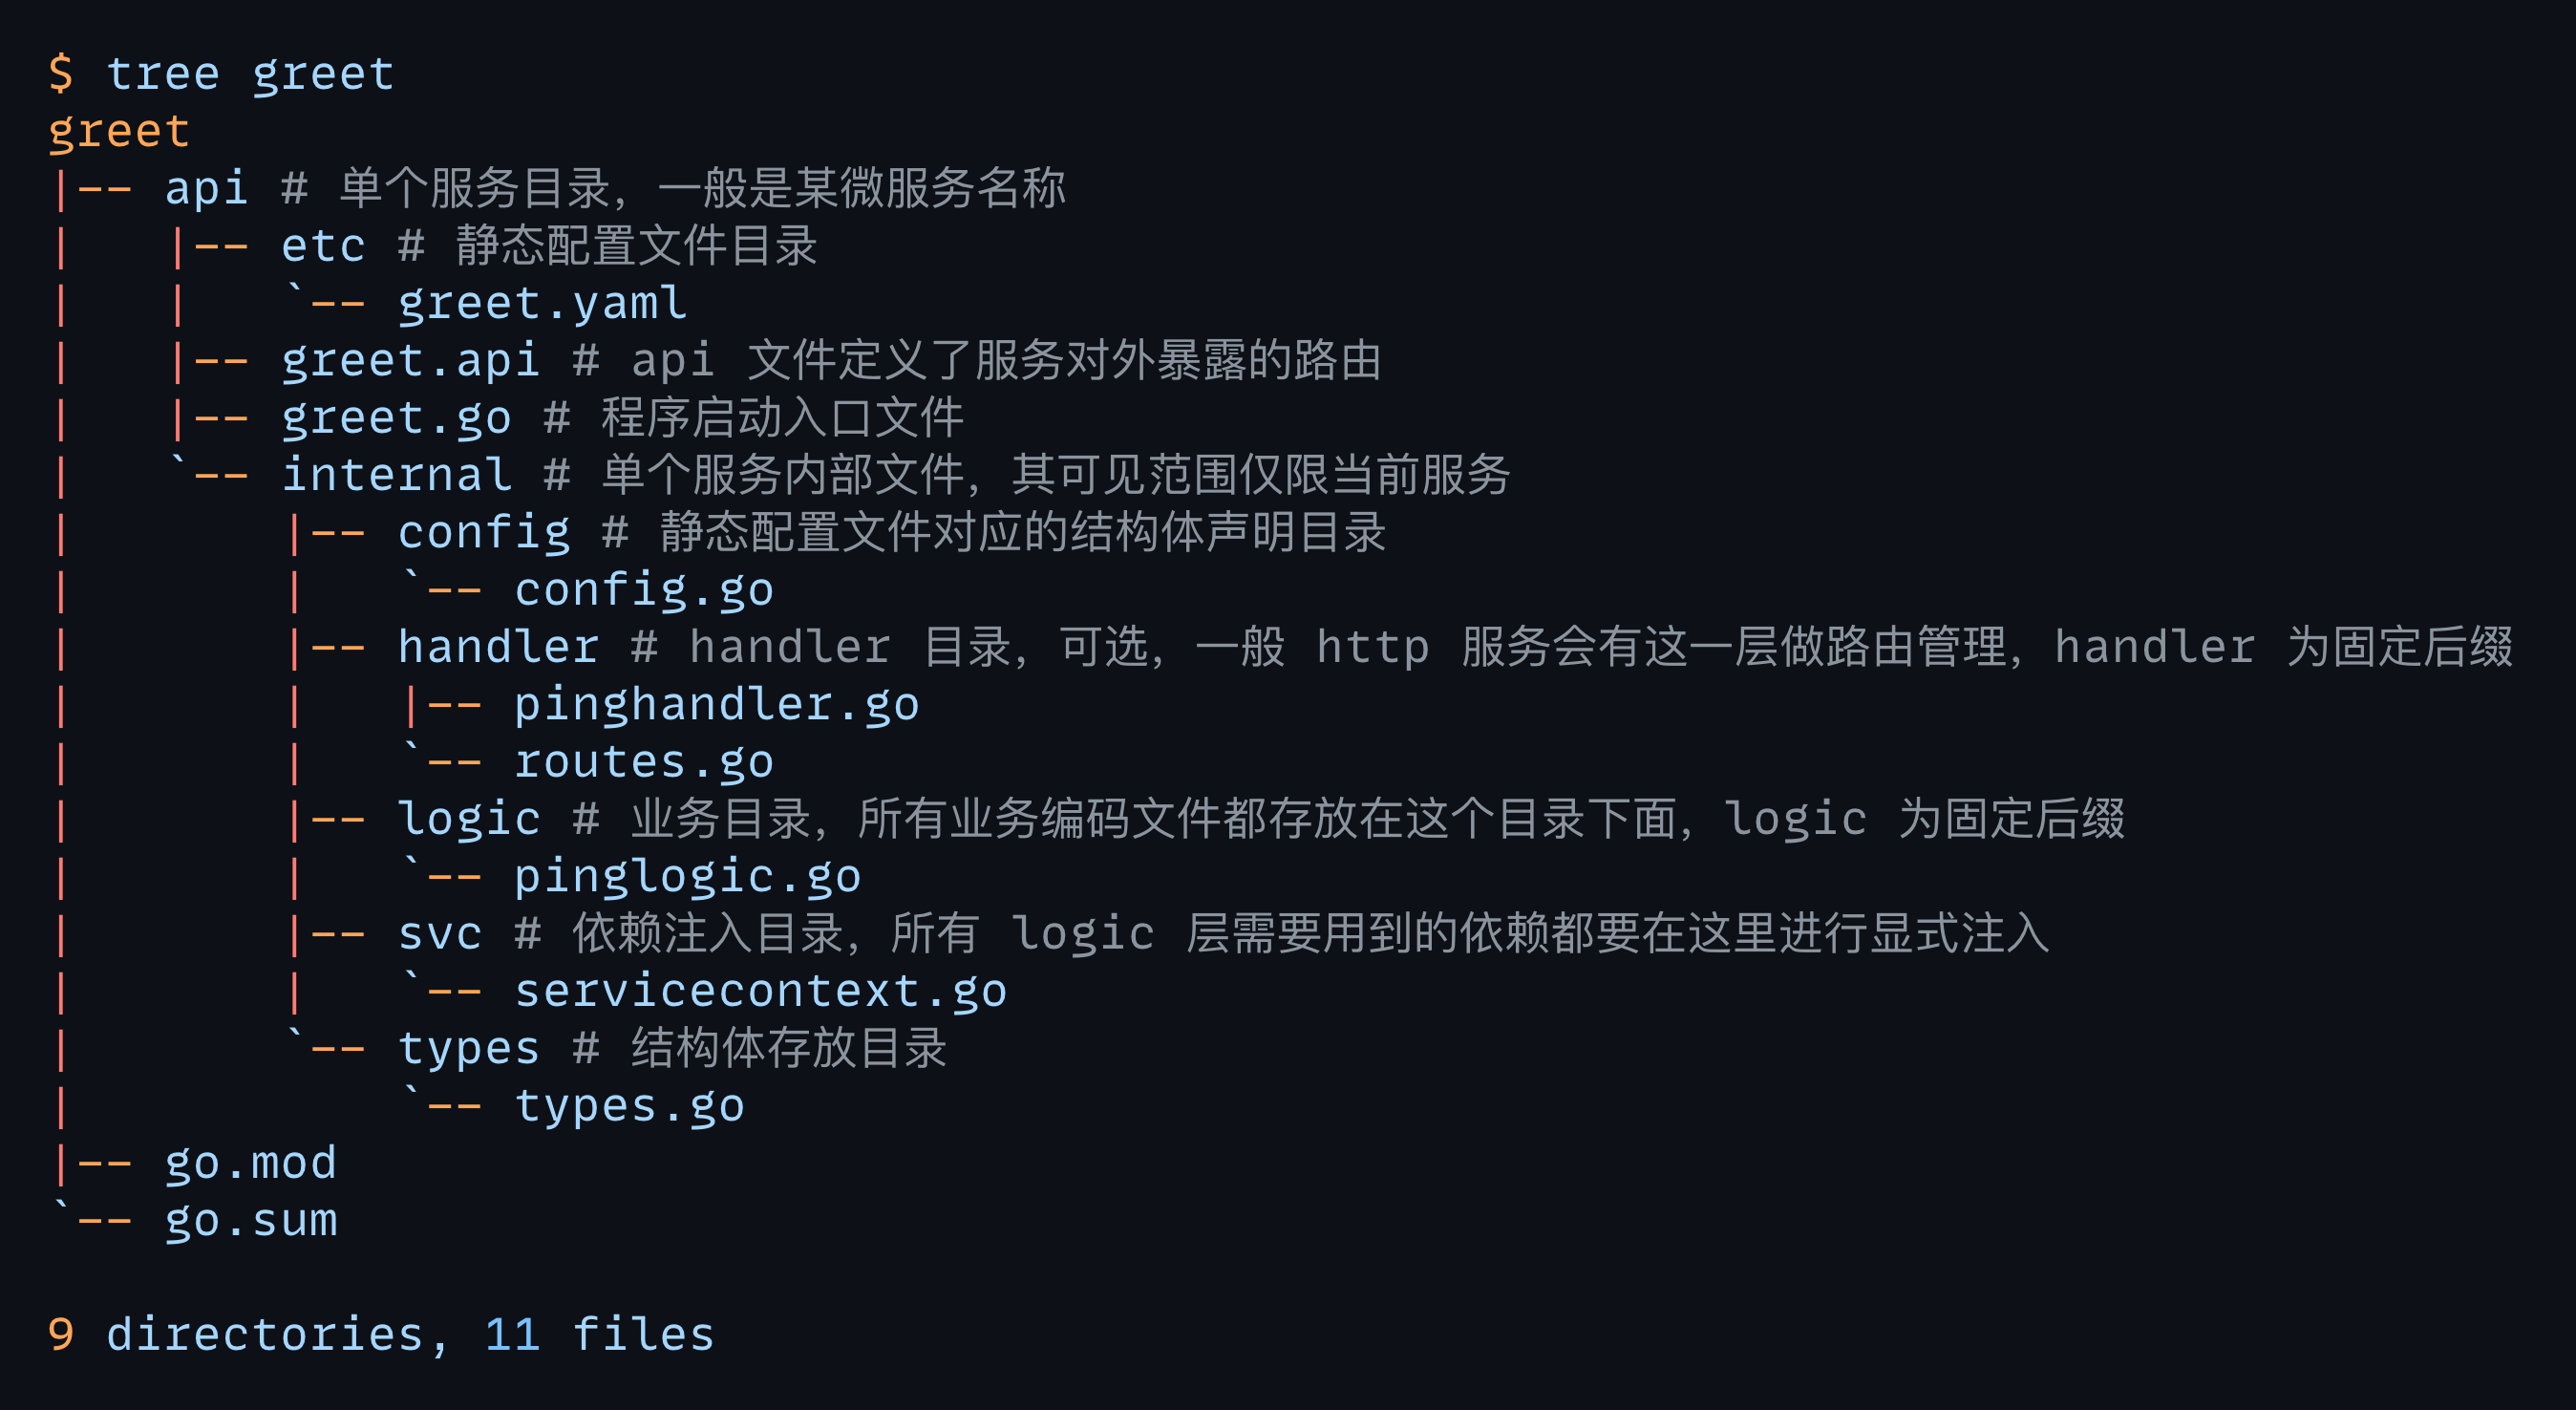 $ tree greet
greet
|-- api # 单个服务目录，一般是某微服务名称
|   |-- etc # 静态配置文件目录
|   |   `-- greet.yaml
|   |-- greet.api # api 文件定义了服务对外暴露的路由
|   |-- greet.go # 程序启动入口文件
|   `-- internal # 单个服务内部文件，其可见范围仅限当前服务
|       |-- config # 静态配置文件对应的结构体声明目录
|       |   `-- config.go
|       |-- handler # handler 目录，可选，一般 http 服务会有这一层做路由管理，handler 为固定后缀
|       |   |-- pinghandler.go
|       |   `-- routes.go
|       |-- logic # 业务目录，所有业务编码文件都存放在这个目录下面，logic 为固定后缀
|       |   `-- pinglogic.go
|       |-- svc # 依赖注入目录，所有 logic 层需要用到的依赖都要在这里进行显式注入
|       |   `-- servicecontext.go
|       `-- types # 结构体存放目录
|           `-- types.go
|-- go.mod
`-- go.sum
9 directories, 11 files